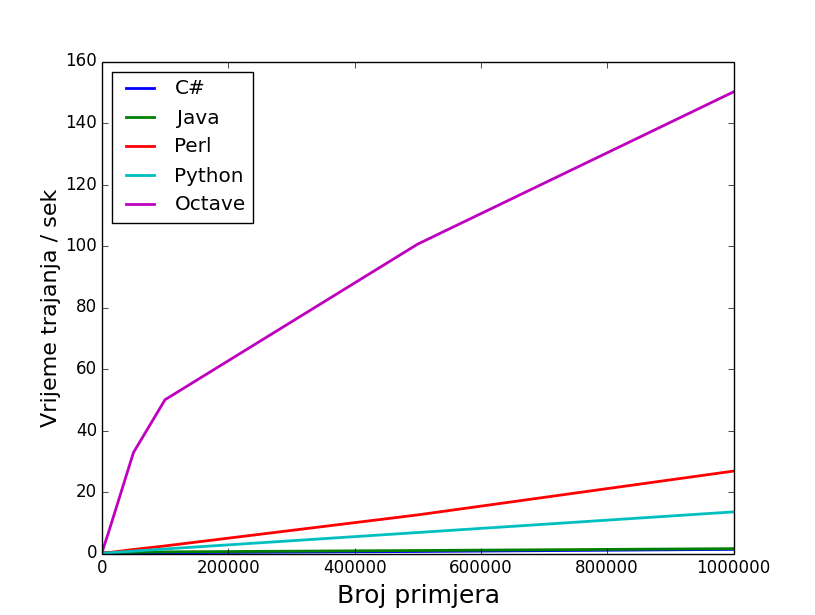 160
140
120
100
80
60
40
20
0
Vrijeme trajanja / sek
C#
Java
Perl
Python
Octave
0 200000 400000 600000 800000 1000000
Broj primjera